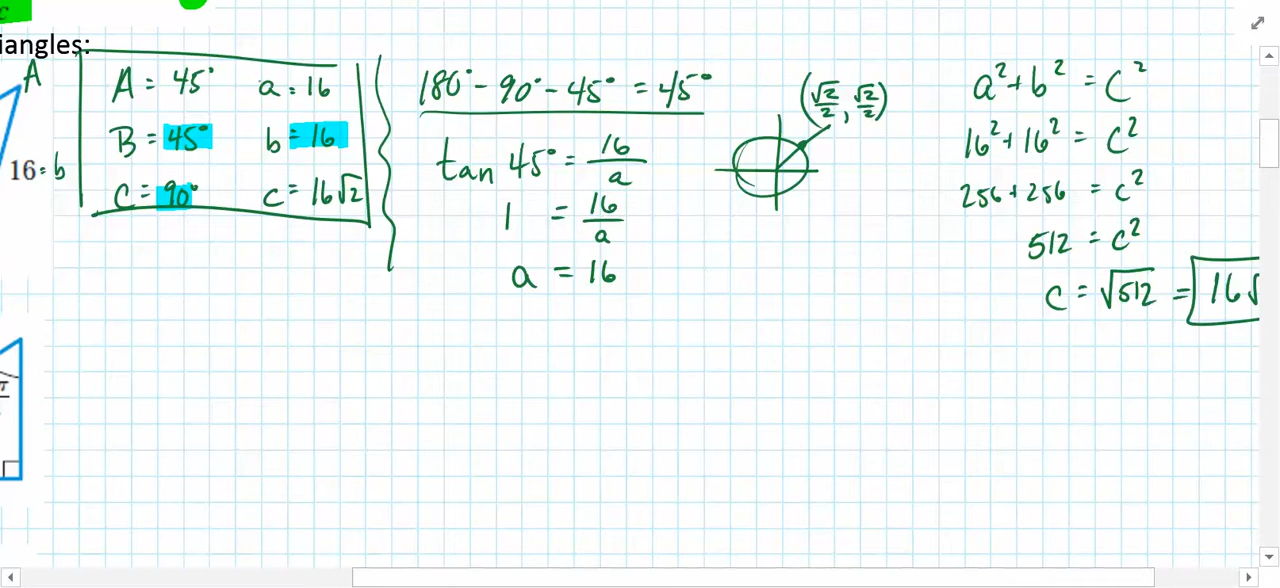 c
iangles:
A
16=b
A = 45° a = 16
B = 45° b = 16
C = 90° c = 16√2
180° - 90° - 45° = 45°
tan 45° = 16/a
1 = 16/a
a = 16
(√2/2, √2/2)
a² + b² = c²
16² + 16² = c²
256 + 256 = c²
512 = c²
c = √512 = 16√
π